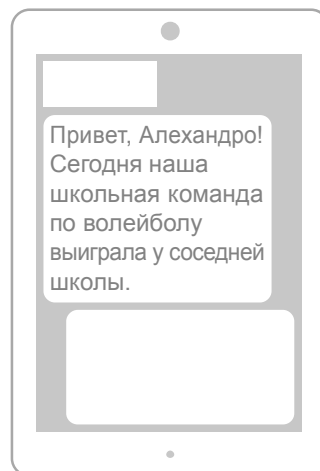 Привет, Алехандро!
Сегодня наша
школьная команда
по волейболу
выиграла у соседней
школы.